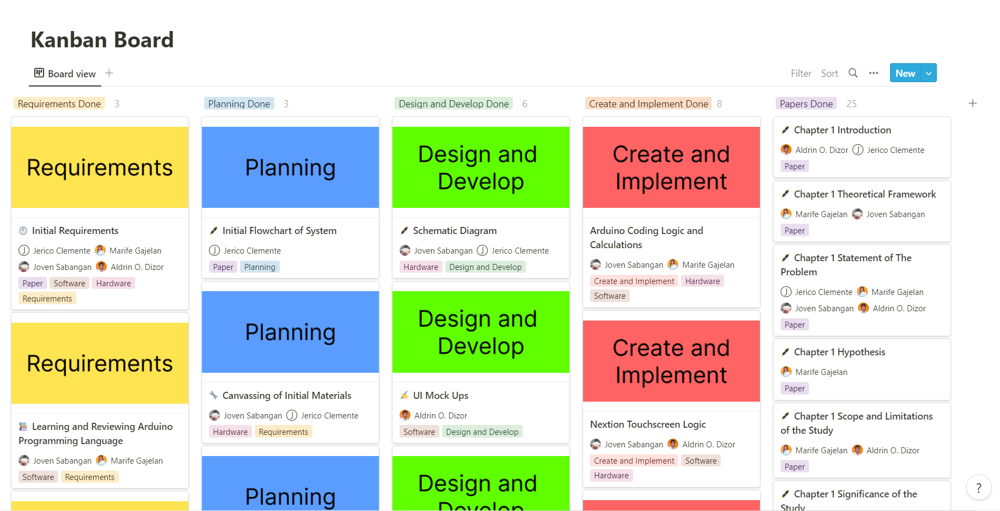 Kanban Board
Board view
Filter Sort New
Requirements Done 3
Requirements
Initial Requirements
J Jerico Clemente Marife Gajelan
Joven Sabangan Aldrin O. Dizor
Paper Software Hardware
Requirements
Requirements
Learning and Reviewing Arduino
Programming Language
Joven Sabangan Marife Gajelan
Software Requirements
Planning Done 3
Planning
Initial Flowchart of System
J Jerico Clemente
Paper Planning
Planning
Canvassing of Initial Materials
Joven Sabangan J Jerico Clemente
Hardware Requirements
Planning
Design and Develop Done 6
Design and
Develop
Schematic Diagram
Joven Sabangan J Jerico Clemente
Hardware Design and Develop
Design and
Develop
UI Mock Ups
Aldrin O. Dizor
Software Design and Develop
Design and
Develop
Create and Implement Done 8
Create and
Implement
Arduino Coding Logic and
Calculations
Joven Sabangan Marife Gajelan
Create and Implement Hardware
Software
Create and
Implement
Nextion Touchscreen Logic
Joven Sabangan Aldrin O. Dizor
Create and Implement Software
Hardware
Papers Done 25
Chapter 1 Introduction
Aldrin O. Dizor J Jerico Clemente
Paper
Chapter 1 Theoretical Framework
Marife Gajelan Joven Sabangan
Paper
Chapter 1 Statement of The
Problem
J Jerico Clemente Marife Gajelan
Joven Sabangan Aldrin O. Dizor
Paper
Chapter 1 Hypothesis
Marife Gajelan
Paper
Chapter 1 Scope and Limitations
of the Study
Marife Gajelan Aldrin O. Dizor
Paper
Chapter 1 Significance of the
Study
?